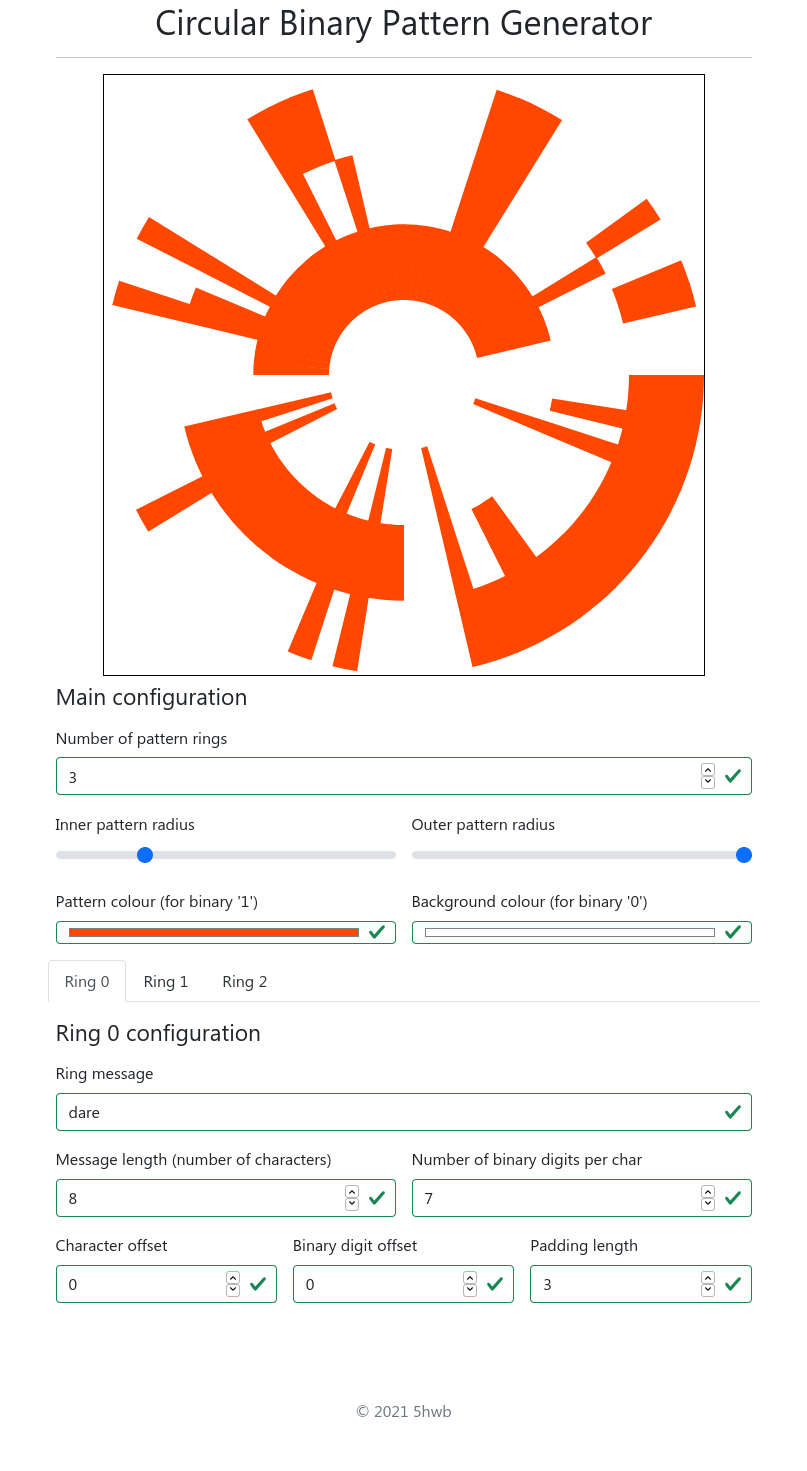 Circular Binary Pattern Generator
Main configuration
Number of pattern rings
3
Inner pattern radius Outer pattern radius
Pattern colour (for binary '1') Background colour (for binary '0')
Ring 0 Ring 1 Ring 2
Ring 0 configuration
Ring message
dare
Message length (number of characters) Number of binary digits per char
8 7
Character offset Binary digit offset Padding length
0 0 3
© 2021 5hwb